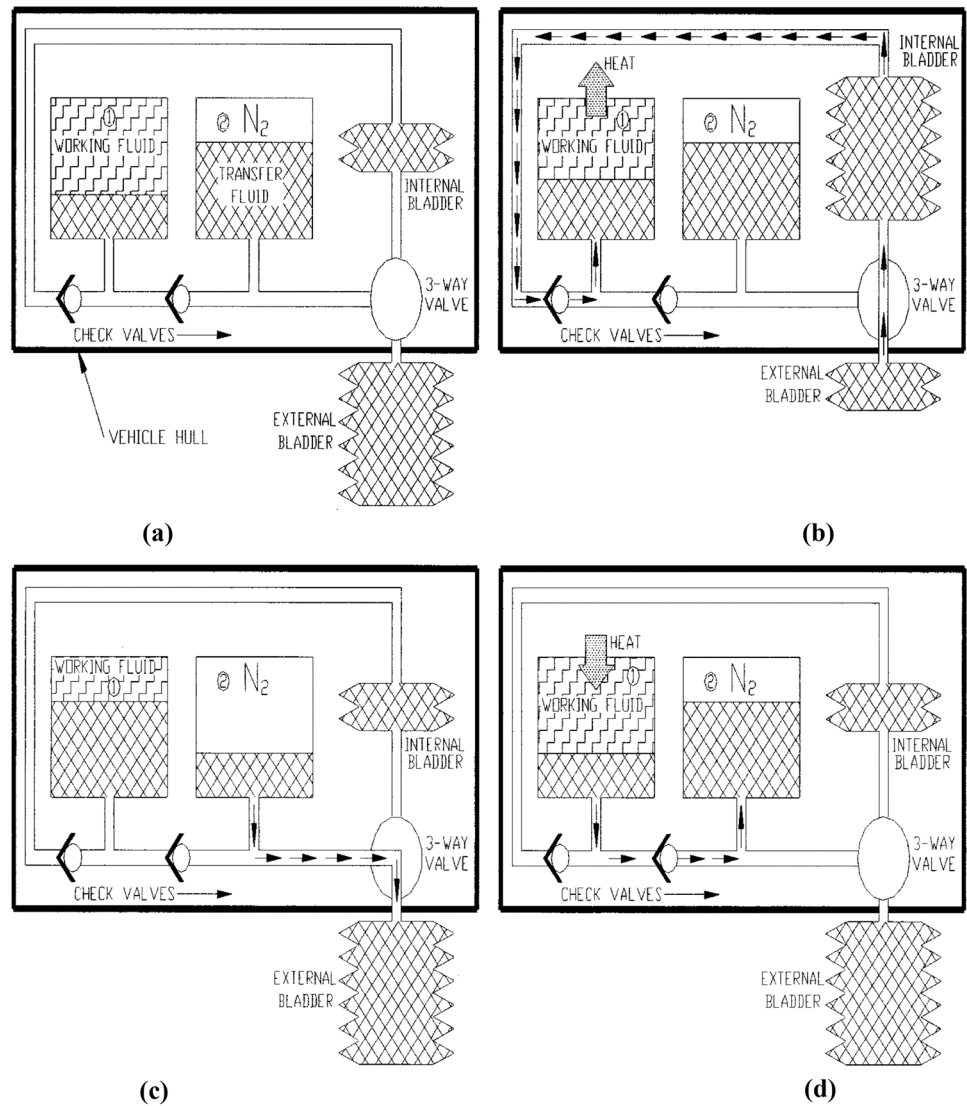 ①
WORKING FLUID
② N2
TRANSFER
FLUID
INTERNAL
BLADDER
3-WAY
VALVE
CHECK VALVES
EXTERNAL
BLADDER
VEHICLE HULL
(a)
INTERNAL
BLADDER
HEAT
①
WORKING FLUID
② N2
3-WAY
VALVE
CHECK VALVES
EXTERNAL
BLADDER
(b)
WORKING FLUID
①
② N2
INTERNAL
BLADDER
3-WAY
VALVE
CHECK VALVES
EXTERNAL
BLADDER
(c)
HEAT
①
WORKING FLUID
② N2
INTERNAL
BLADDER
3-WAY
VALVE
CHECK VALVES
EXTERNAL
BLADDER
(d)